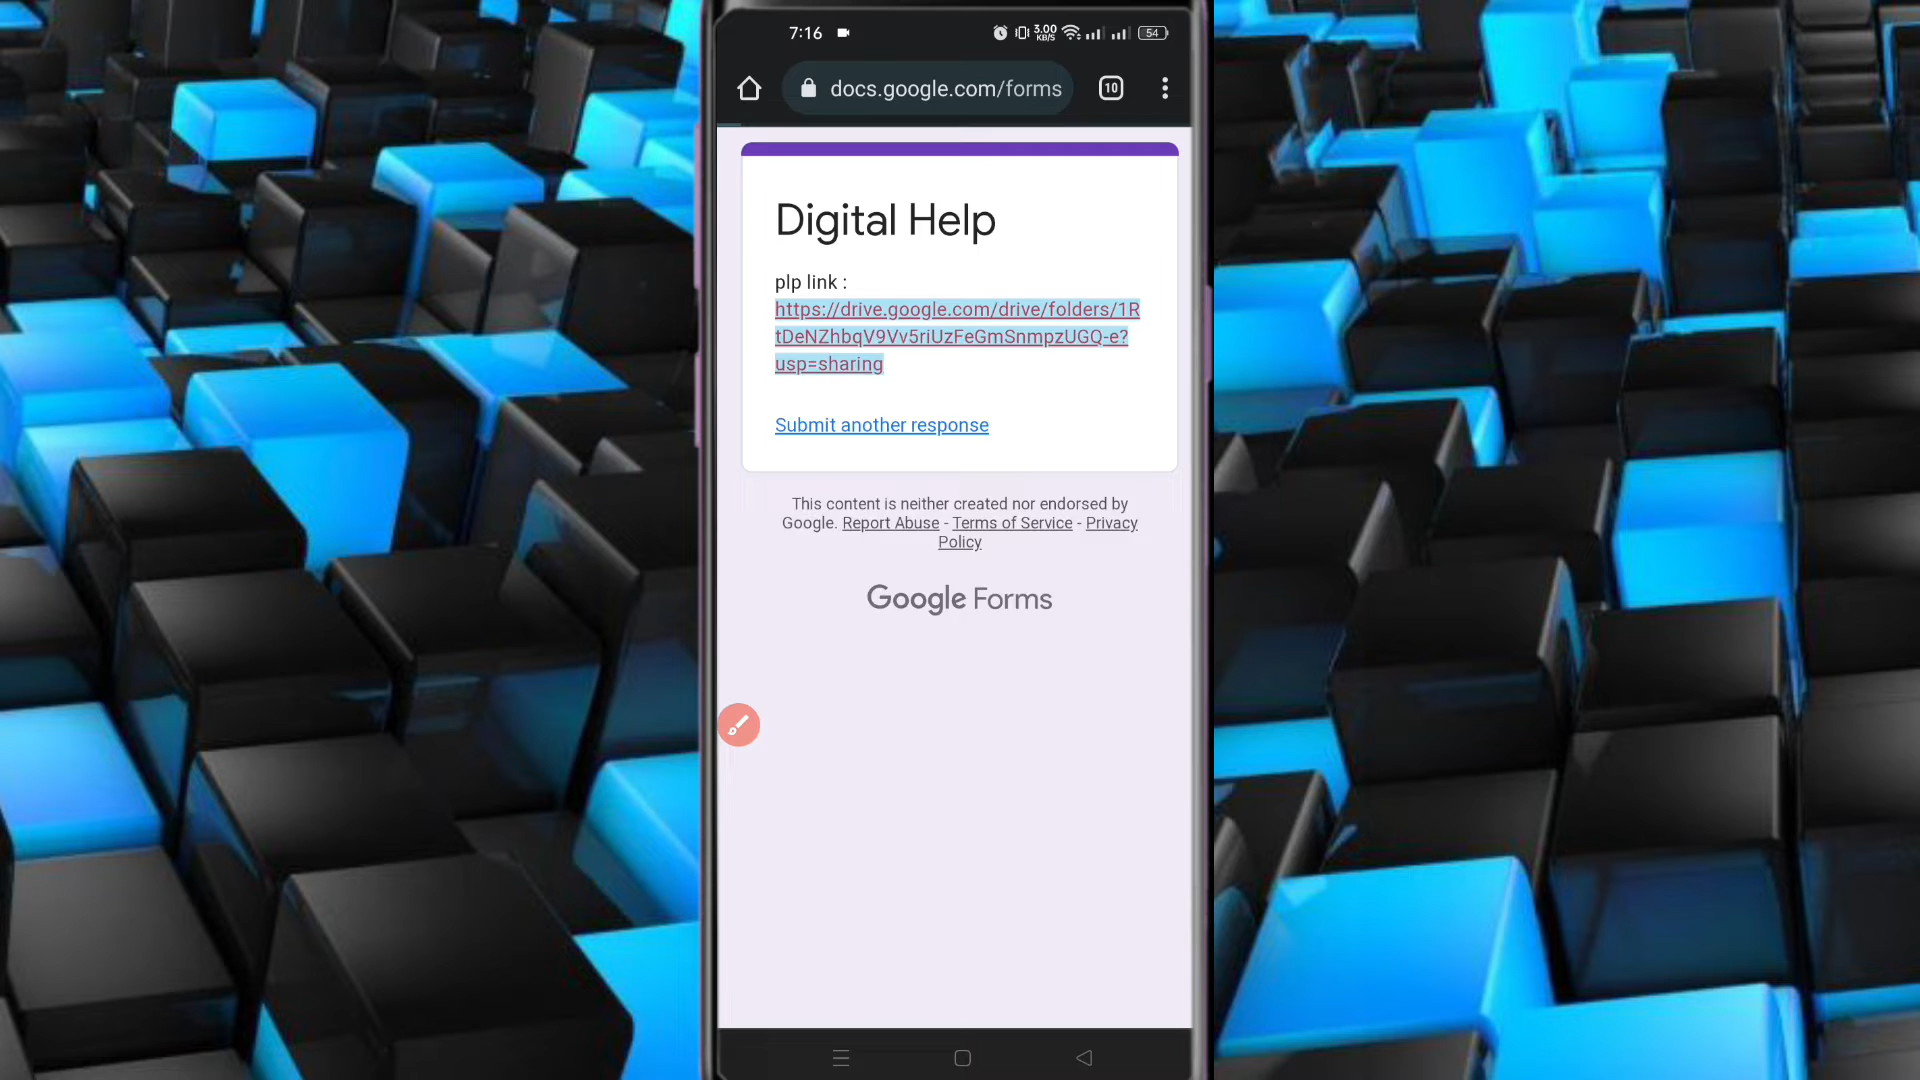 7:16
3.00
KB/S
54
docs.google.com/forms
10
Digital Help
plp link :
https://drive.google.com/drive/folders/1R
tDeNZhbqV9Vv5riUzFeGmSnmpzUGQ-e?
usp=sharing
Submit another response
This content is neither created nor endorsed by
Google. Report Abuse - Terms of Service - Privacy
Policy
Google Forms